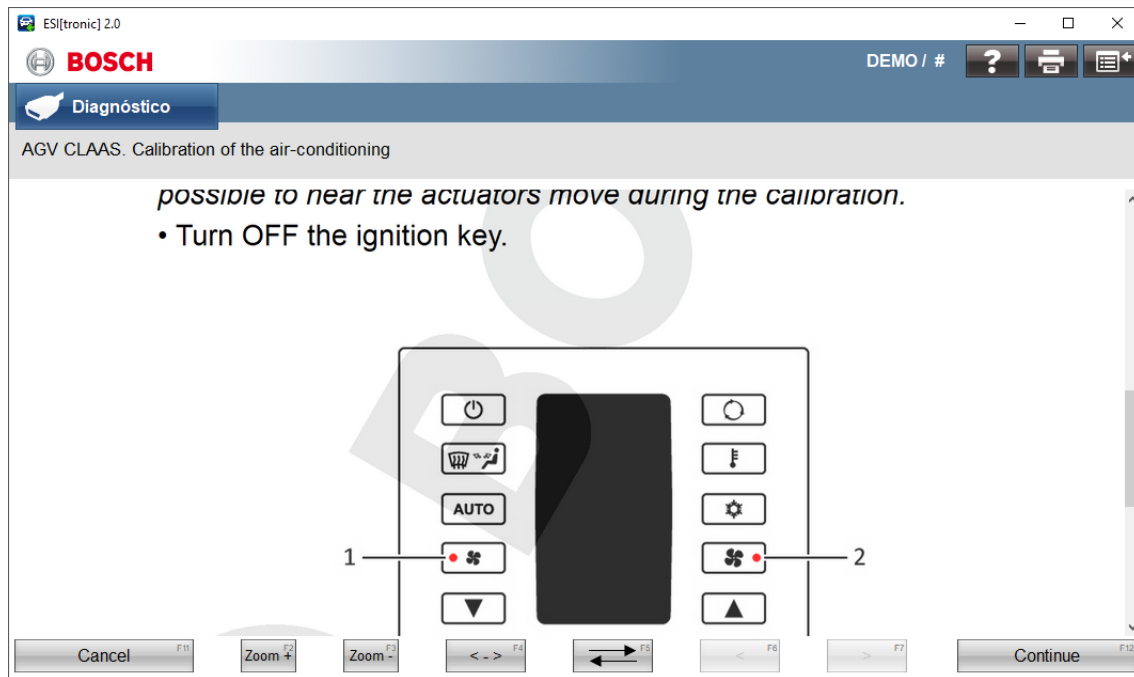 ESI[tronic] 2.0
BOSCH
DEMO / #
?
Diagnóstico
AGV CLAAS. Calibration of the air-conditioning
possible to hear the actuators move during the calibration.
• Turn OFF the ignition key.
BO
AUTO
1
2
Cancel F11
Zoom + F2
Zoom - F3
< - > F4
F5
< F6
> F7
Continue F12